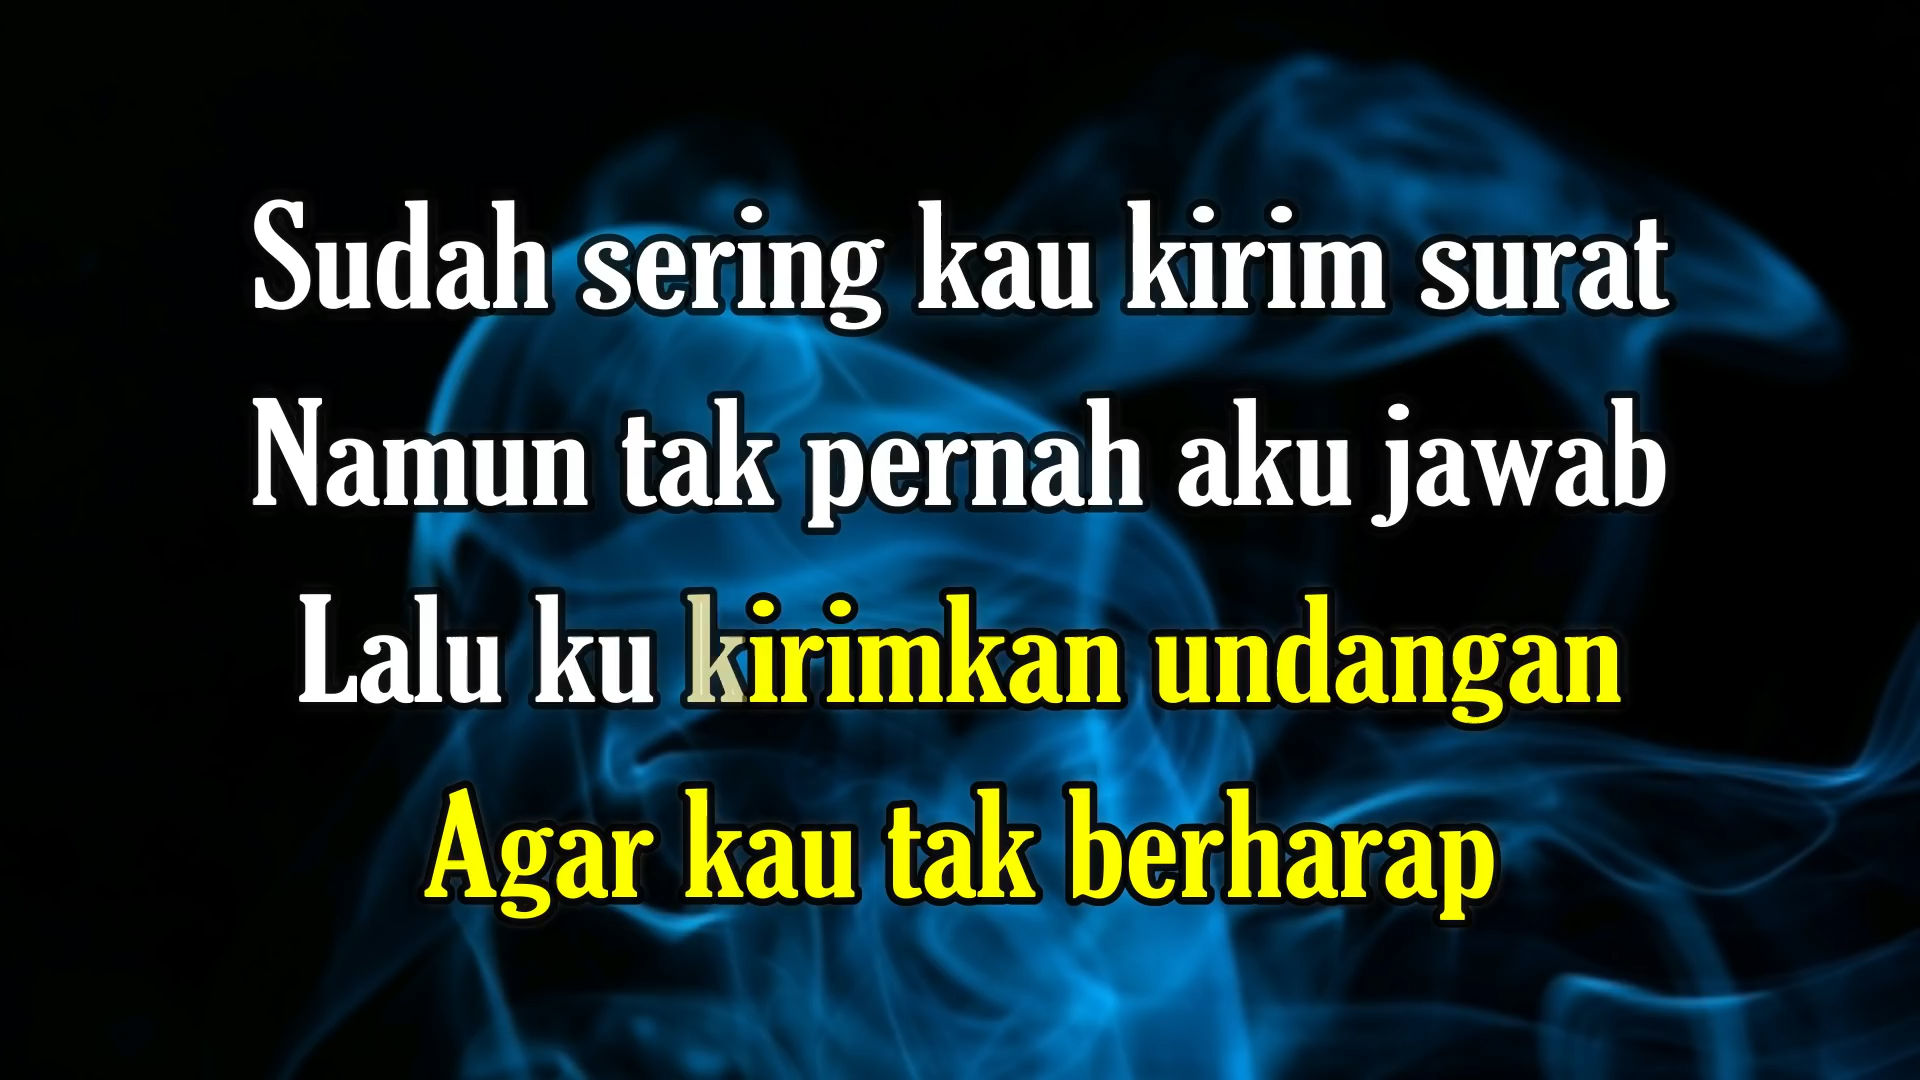 Sudah sering kau kirim surat
Namun tak pernah aku jawab
Lalu ku kirimkan undangan
Agar kau tak berharap